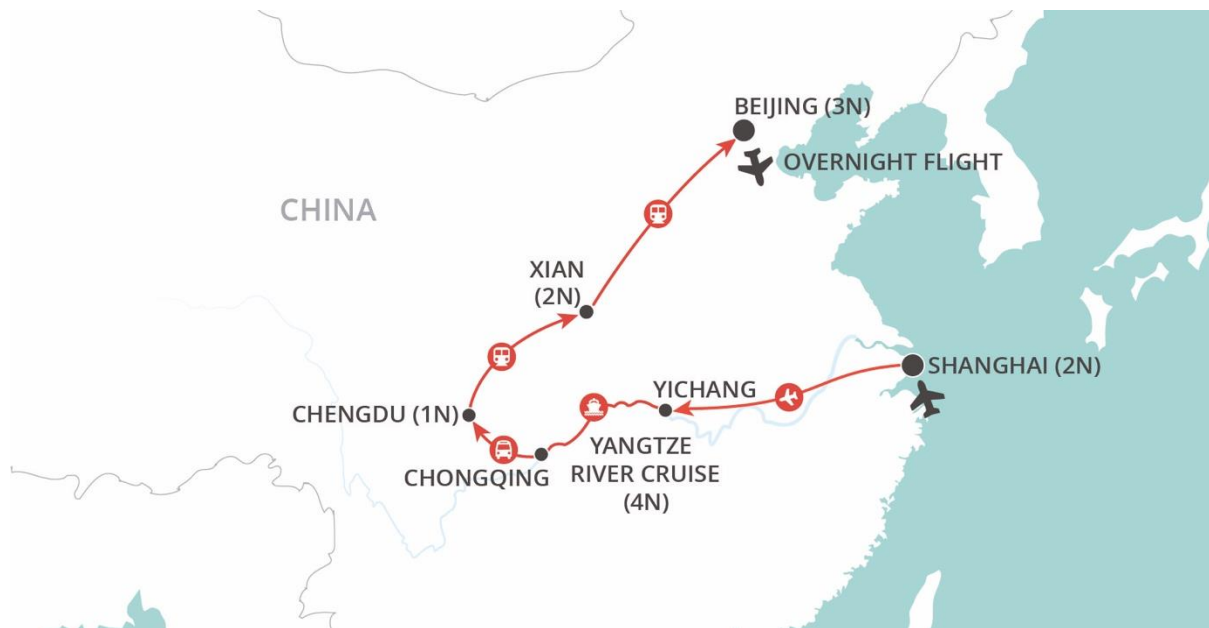 BEIJING (3N)
OVERNIGHT FLIGHT
CHINA
XIAN
(2N)
SHANGHAI (2N)
YICHANG
CHENGDU (1N)
YANGTZE
RIVER CRUISE
(4N)
CHONGQING